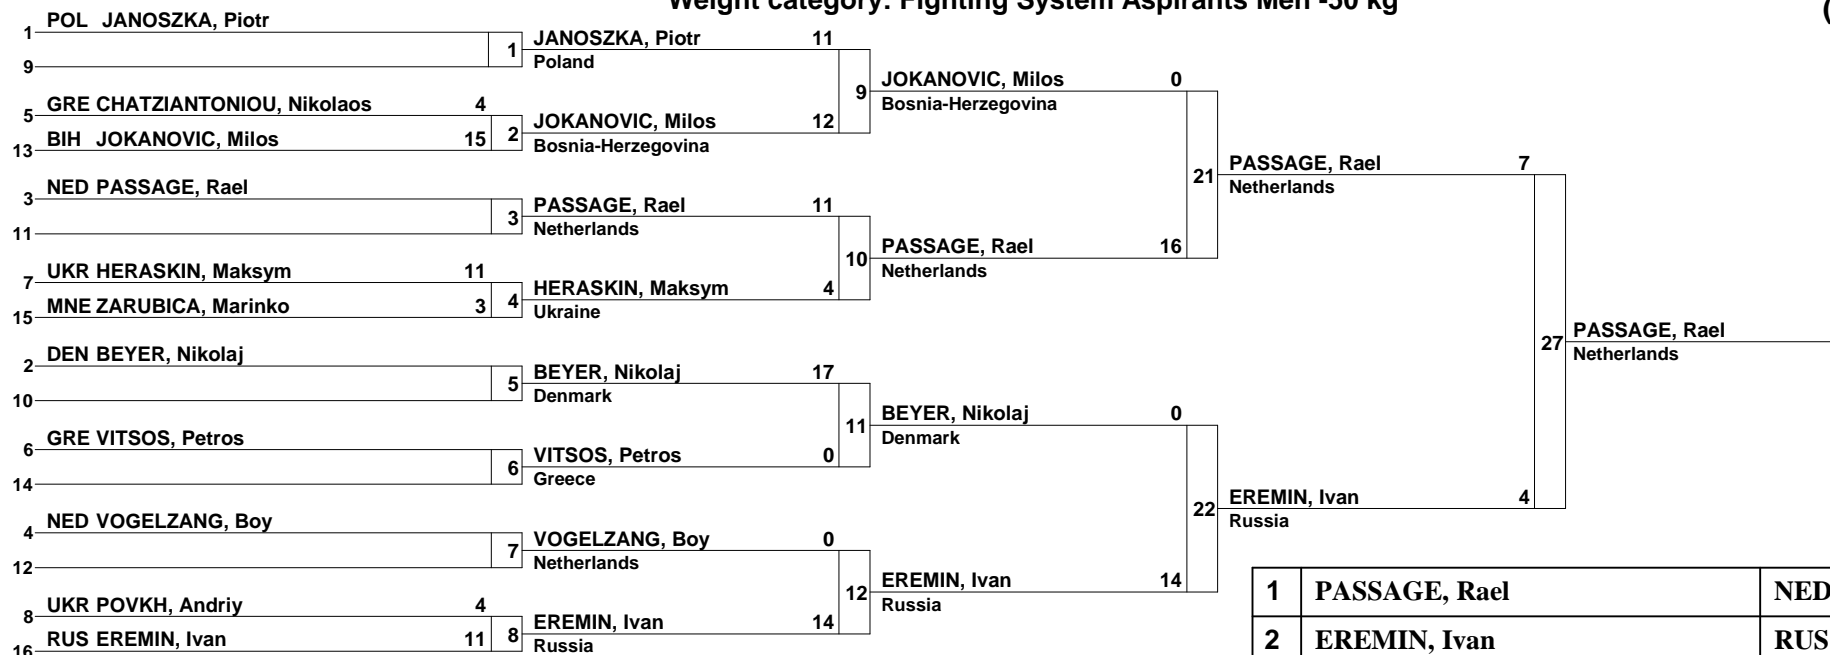 Weight category: Fighting System Aspirants Men -50 kg
(
1 POL JANOSZKA, Piotr
9
1 JANOSZKA, Piotr 11
Poland
5 GRE CHATZIANTONIOU, Nikolaos 4
13 BIH JOKANOVIC, Milos 15
2 JOKANOVIC, Milos 12
Bosnia-Herzegovina
9 JOKANOVIC, Milos 0
Bosnia-Herzegovina
3 NED PASSAGE, Rael
11
3 PASSAGE, Rael 11
Netherlands
7 UKR HERASKIN, Maksym 11
15 MNE ZARUBICA, Marinko 3
4 HERASKIN, Maksym 4
Ukraine
10 PASSAGE, Rael 16
Netherlands
21 PASSAGE, Rael 7
Netherlands
2 DEN BEYER, Nikolaj
10
5 BEYER, Nikolaj 17
Denmark
6 GRE VITSOS, Petros
14
6 VITSOS, Petros 0
Greece
11 BEYER, Nikolaj 0
Denmark
4 NED VOGELZANG, Boy
12
7 VOGELZANG, Boy 0
Netherlands
8 UKR POVKH, Andriy 4
16 RUS EREMIN, Ivan 11
8 EREMIN, Ivan 14
Russia
12 EREMIN, Ivan 14
Russia
22 EREMIN, Ivan 4
Russia
27 PASSAGE, Rael
Netherlands
1 PASSAGE, Rael NED
2 EREMIN, Ivan RUS